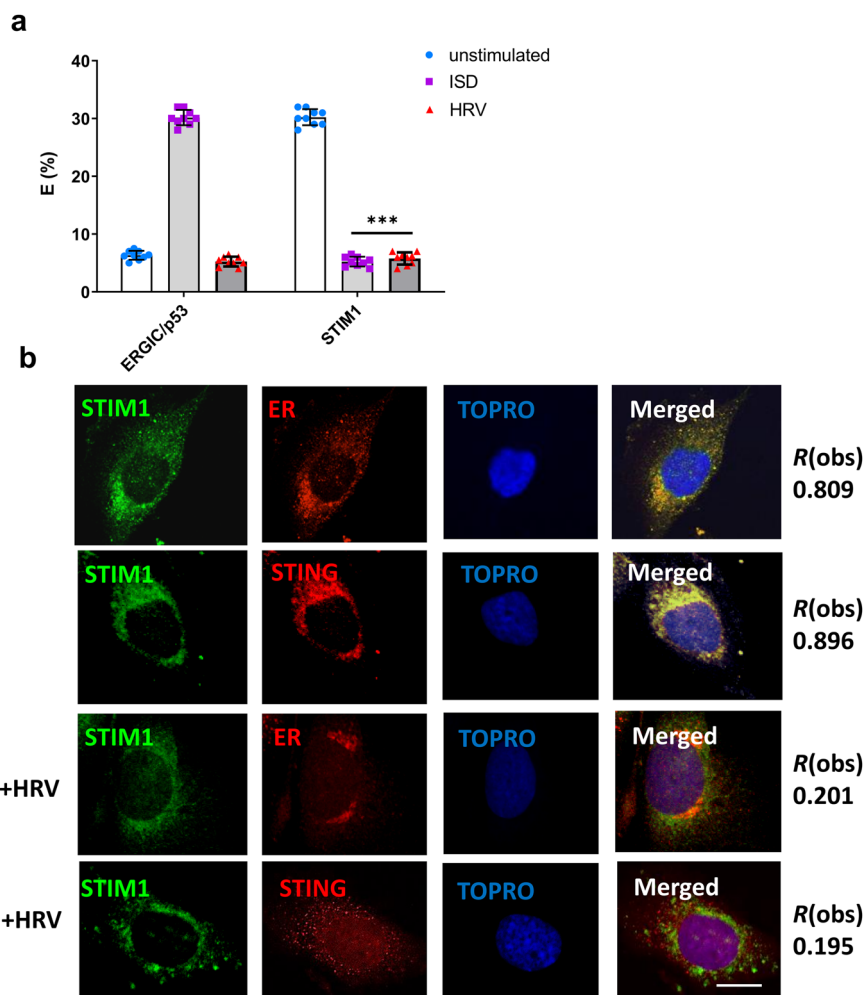 a
unstimulated
ISD
HRV
E (%)
40
30
20
10
0
***
ERGIC/p53
STIM1
b
STIM1 ER TOPRO Merged
R(obs)
0.809
STIM1 STING TOPRO Merged
R(obs)
0.896
+HRV
STIM1 ER TOPRO Merged
R(obs)
0.201
+HRV
STIM1 STING TOPRO Merged
R(obs)
0.195